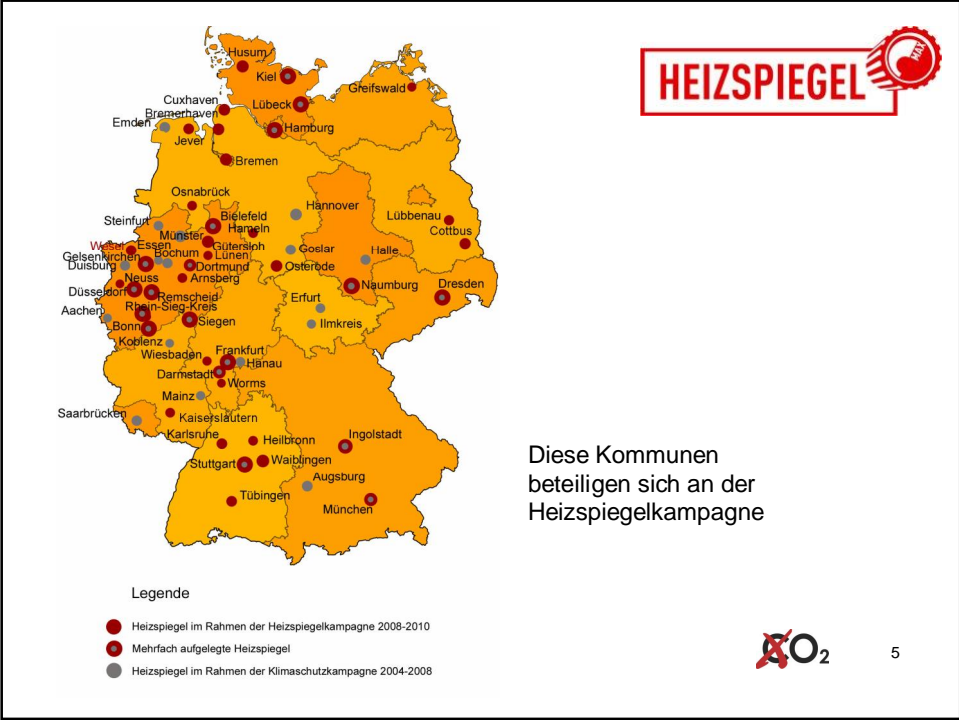 Husum
Kiel
Greifswald
Cuxhaven
Lübeck
Bremerhaven
Emden
Hamburg
Jever
Bremen
Osnabrück
Hannover
Steinfurt
Bielefeld
Lübbenau
Hameln
Münster
Cottbus
Weser
Essen
Gütersloh
Goslar
Halle
Gelsenkirchen
Bochum
Lünen
Duisburg
Dortmund
Osterode
Neuss
Arnsberg
Naumburg
Dresden
Düsseldorf
Remscheid
Erfurt
Rhein-Sieg-Kreis
Aachen
Siegen
Ilmkreis
Bonn
Koblenz
Wiesbaden
Frankfurt
Hanau
Darmstadt
Worms
Mainz
Saarbrücken
Kaiserslautern
Karlsruhe
Heilbronn
Ingolstadt
Stuttgart
Waiblingen
Augsburg
Tübingen
München
HEIZSPIEGEL
MAX
Diese Kommunen
beteiligen sich an der
Heizspiegelkampagne
Legende
Heizspiegel im Rahmen der Heizspiegelkampagne 2008-2010
Mehrfach aufgelegte Heizspiegel
Heizspiegel im Rahmen der Klimaschutzkampagne 2004-2008
CO2
5